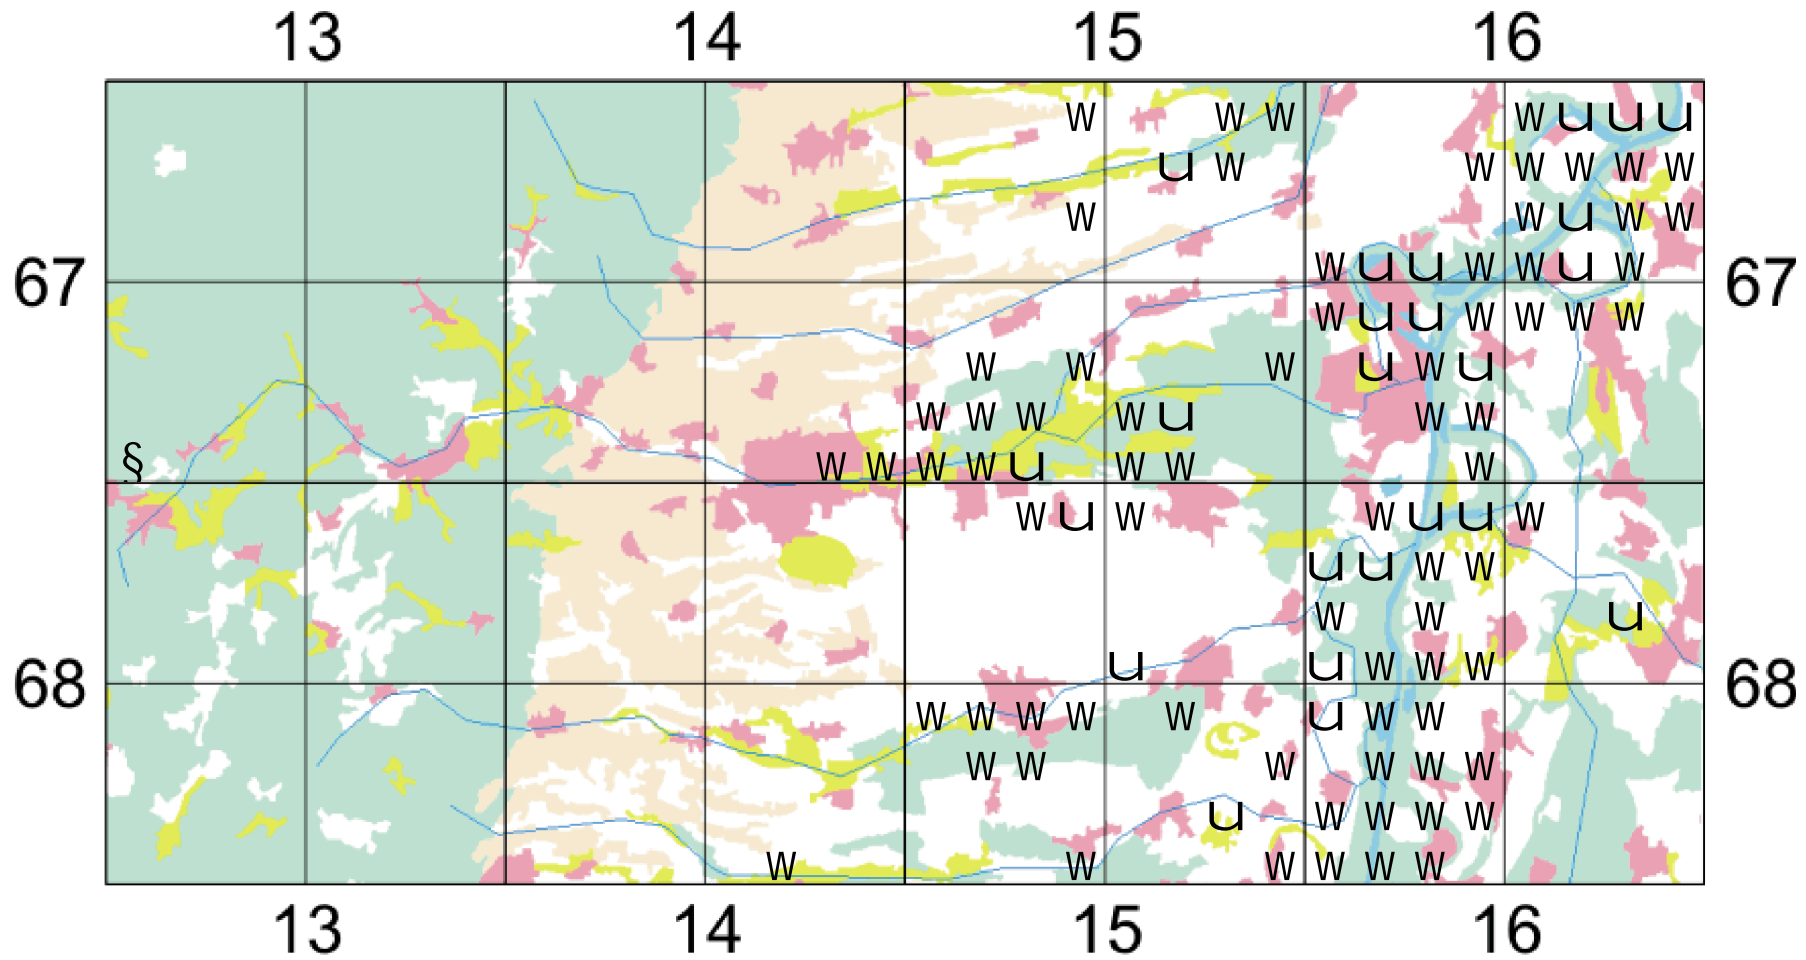 13 14 15 16
W W W W u u u
u W W W W W W
W W u W W
67 W u u W W u W 67
W u u W W W W
W W W u W u
W W W W u W W
§ W W W W u W W W
W u W W u u W
u u W W
W W u
u u W W W
68 W W W W W u W W 68
W W W W W W
u W W W W
W W W W W W
13 14 15 16